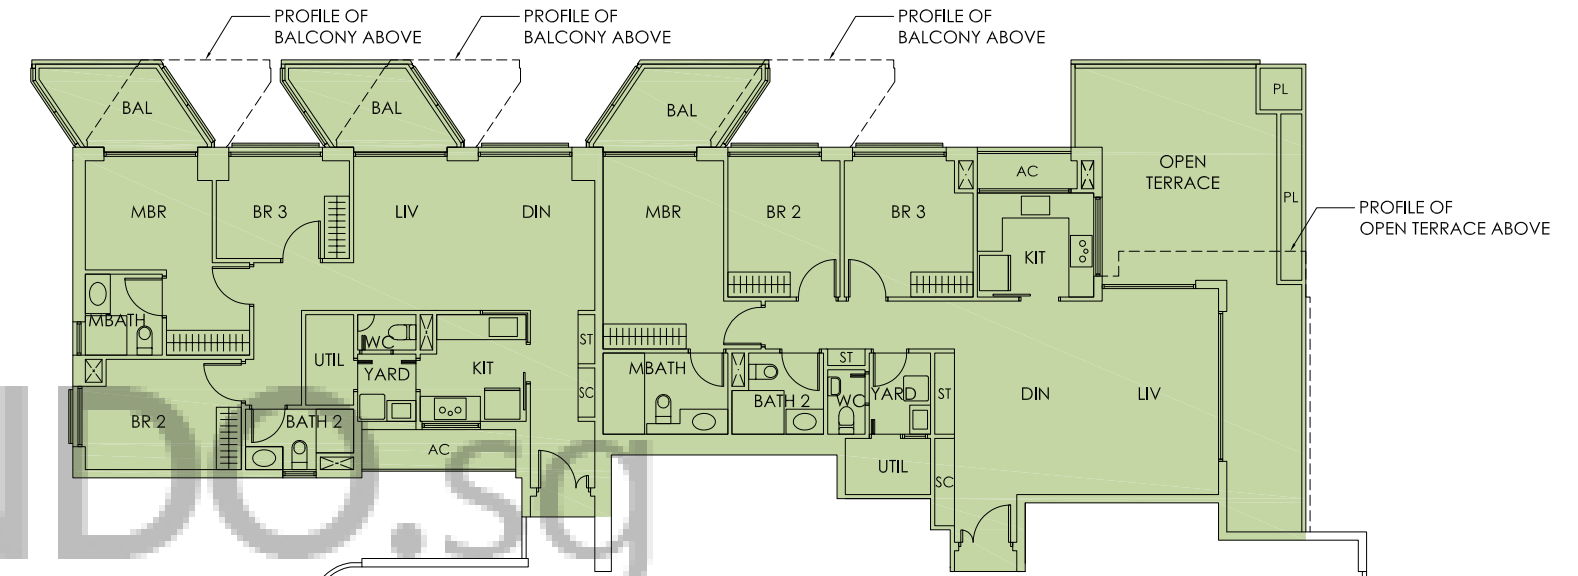 PROFILE OF
BALCONY ABOVE
PROFILE OF
BALCONY ABOVE
PROFILE OF
BALCONY ABOVE
BAL
BAL
BAL
PL
OPEN
TERRACE
AC
PL
PROFILE OF
OPEN TERRACE ABOVE
MBR
BR 3
LIV
DIN
MBR
BR 2
BR 3
KIT
MBATH
WC
UTIL
YARD
KIT
ST
SC
MBATH
ST
BATH 2
WC
YARD
ST
DIN
LIV
BR 2
BATH 2
AC
UTIL
SC
NDO.sg